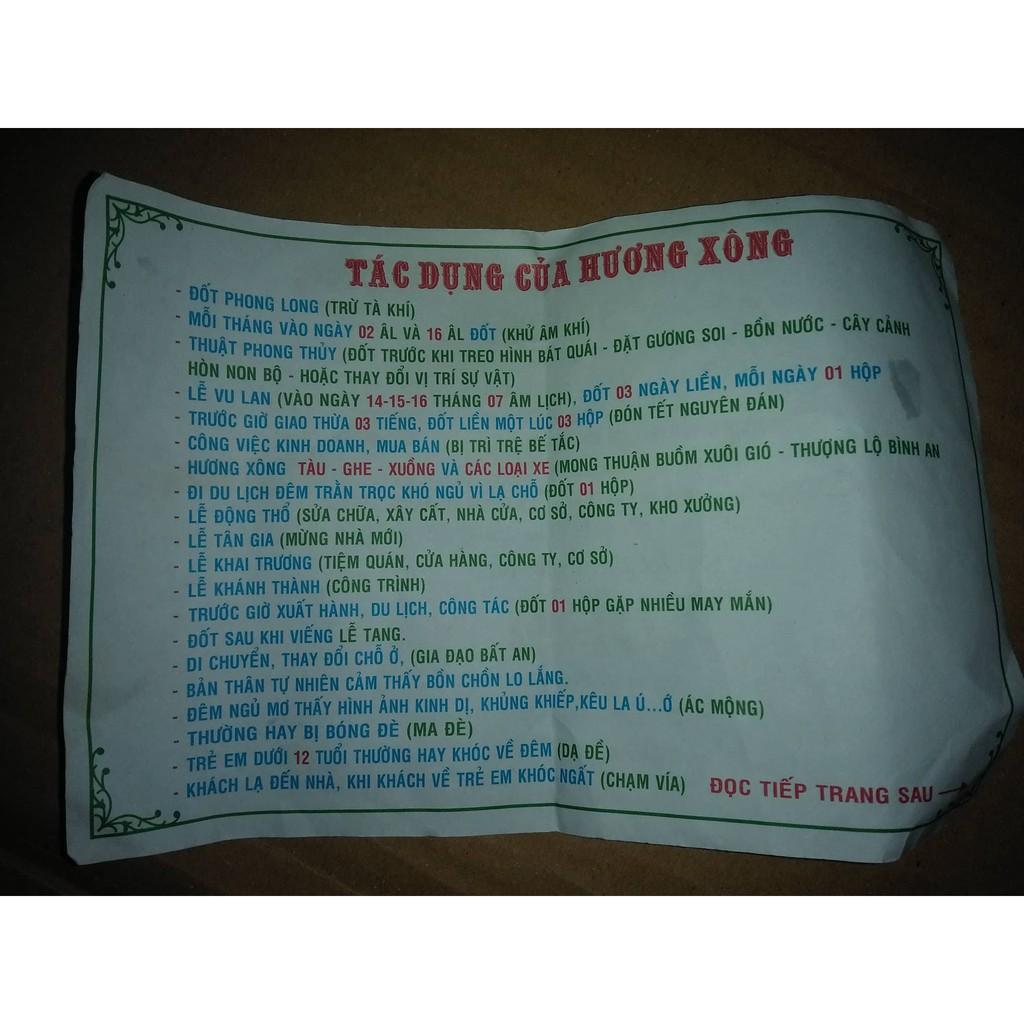 TÁC DỤNG CỦA HƯƠNG XÔNG
- ĐỐT PHONG LONG (TRỪ TÀ KHÍ)
- MỖI THÁNG VÀO NGÀY 02 ÂL VÀ 16 ÂL ĐỐT (KHỬ ÂM KHÍ)
- THUẬT PHONG THỦY (ĐỐT TRƯỚC KHI TREO HÌNH BÁT QUÁI - ĐẶT GƯƠNG SOI - BỒN NƯỚC - CÂY CẢNH
HÒN NON BỘ - HOẶC THAY ĐỔI VỊ TRÍ SỰ VẬT)
- LỄ VU LAN (VÀO NGÀY 14-15-16 THÁNG 07 ÂM LỊCH), ĐỐT 03 NGÀY LIỀN, MỖI NGÀY 01 HỘP
- TRƯỚC GIỜ GIAO THỪA 03 TIẾNG, ĐỐT LIỀN MỘT LÚC 03 HỘP (ĐÓN TẾT NGUYÊN ĐÁN)
- CÔNG VIỆC KINH DOANH, MUA BÁN (BỊ TRÌ TRỆ BẾ TẮC)
- HƯƠNG XÔNG TÀU - GHE - XUỒNG VÀ CÁC LOẠI XE (MONG THUẬN BUỒM XUÔI GIÓ - THƯỢNG LỘ BÌNH AN
- ĐI DU LỊCH ĐÊM TRẰN TRỌC KHÓ NGỦ VÌ LẠ CHỖ (ĐỐT 01 HỘP)
- LỄ ĐỘNG THỔ (SỬA CHỮA, XÂY CẤT, NHÀ CỬA, CƠ SỞ, CÔNG TY, KHO XƯỞNG)
- LỄ TÂN GIA (MỪNG NHÀ MỚI)
- LỄ KHAI TRƯƠNG (TIỆM QUÁN, CỬA HÀNG, CÔNG TY, CƠ SỞ)
- LỄ KHÁNH THÀNH (CÔNG TRÌNH)
- TRƯỚC GIỜ XUẤT HÀNH, DU LỊCH, CÔNG TÁC (ĐỐT 01 HỘP GẶP NHIỀU MAY MẮN)
- ĐỐT SAU KHI VIẾNG LỄ TANG.
- DI CHUYỂN, THAY ĐỔI CHỖ Ở, (GIA ĐẠO BẤT AN)
- BẢN THÂN TỰ NHIÊN CẢM THẤY BỒN CHỒN LO LẮNG.
- ĐÊM NGỦ MƠ THẤY HÌNH ẢNH KINH DỊ, KHỦNG KHIẾP,KÊU LA Ú...Ớ (ÁC MỘNG)
- THƯỜNG HAY BỊ BÓNG ĐÈ (MA ĐÈ)
- TRẺ EM DƯỚI 12 TUỔI THƯỜNG HAY KHÓC VỀ ĐÊM (DẠ ĐỀ)
- KHÁCH LẠ ĐẾN NHÀ, KHI KHÁCH VỀ TRẺ EM KHÓC NGẤT (CHẠM VÍA)
ĐỌC TIẾP TRANG SAU